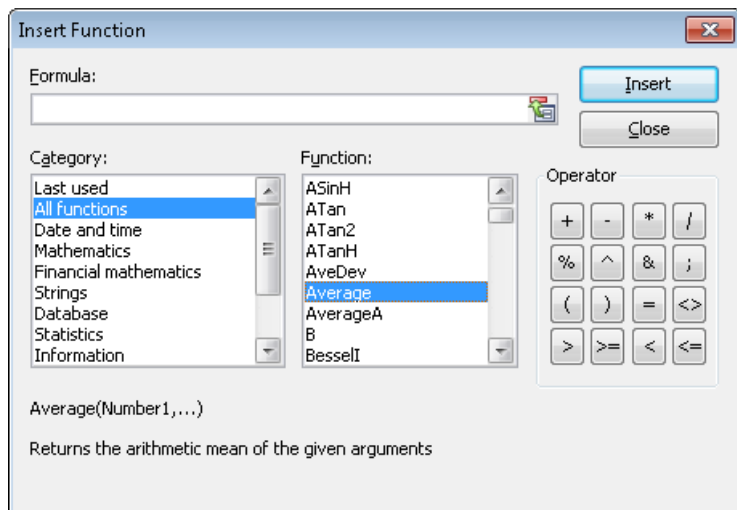 Insert Function
Formula:
Insert
Close
Category:
Last used
All functions
Date and time
Mathematics
Financial mathematics
Strings
Database
Statistics
Information
Function:
ASinH
ATan
ATan2
ATanH
AveDev
Average
AverageA
B
BesselI
Operator
+ - * /
% ^ & ;
( ) = <>
> >= < <=
Average(Number1,...)
Returns the arithmetic mean of the given arguments